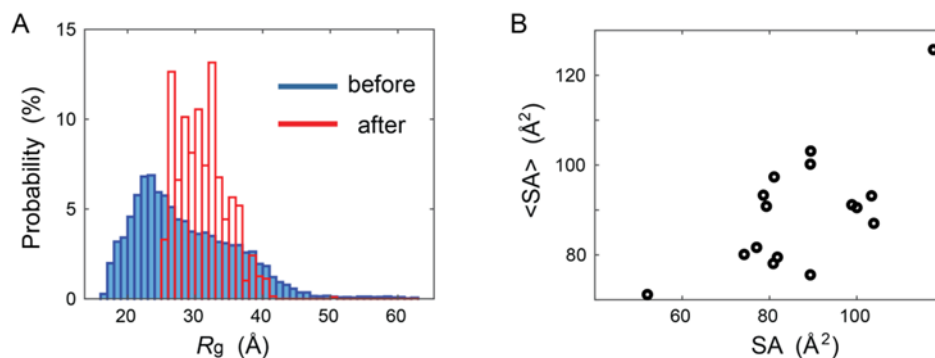 A
15
10
5
0
Probability (%)
before
after
20 30 40 50 60
Rg (Å)
B
120
100
80
<SA> (Å²)
60 80 100
SA (Å²)